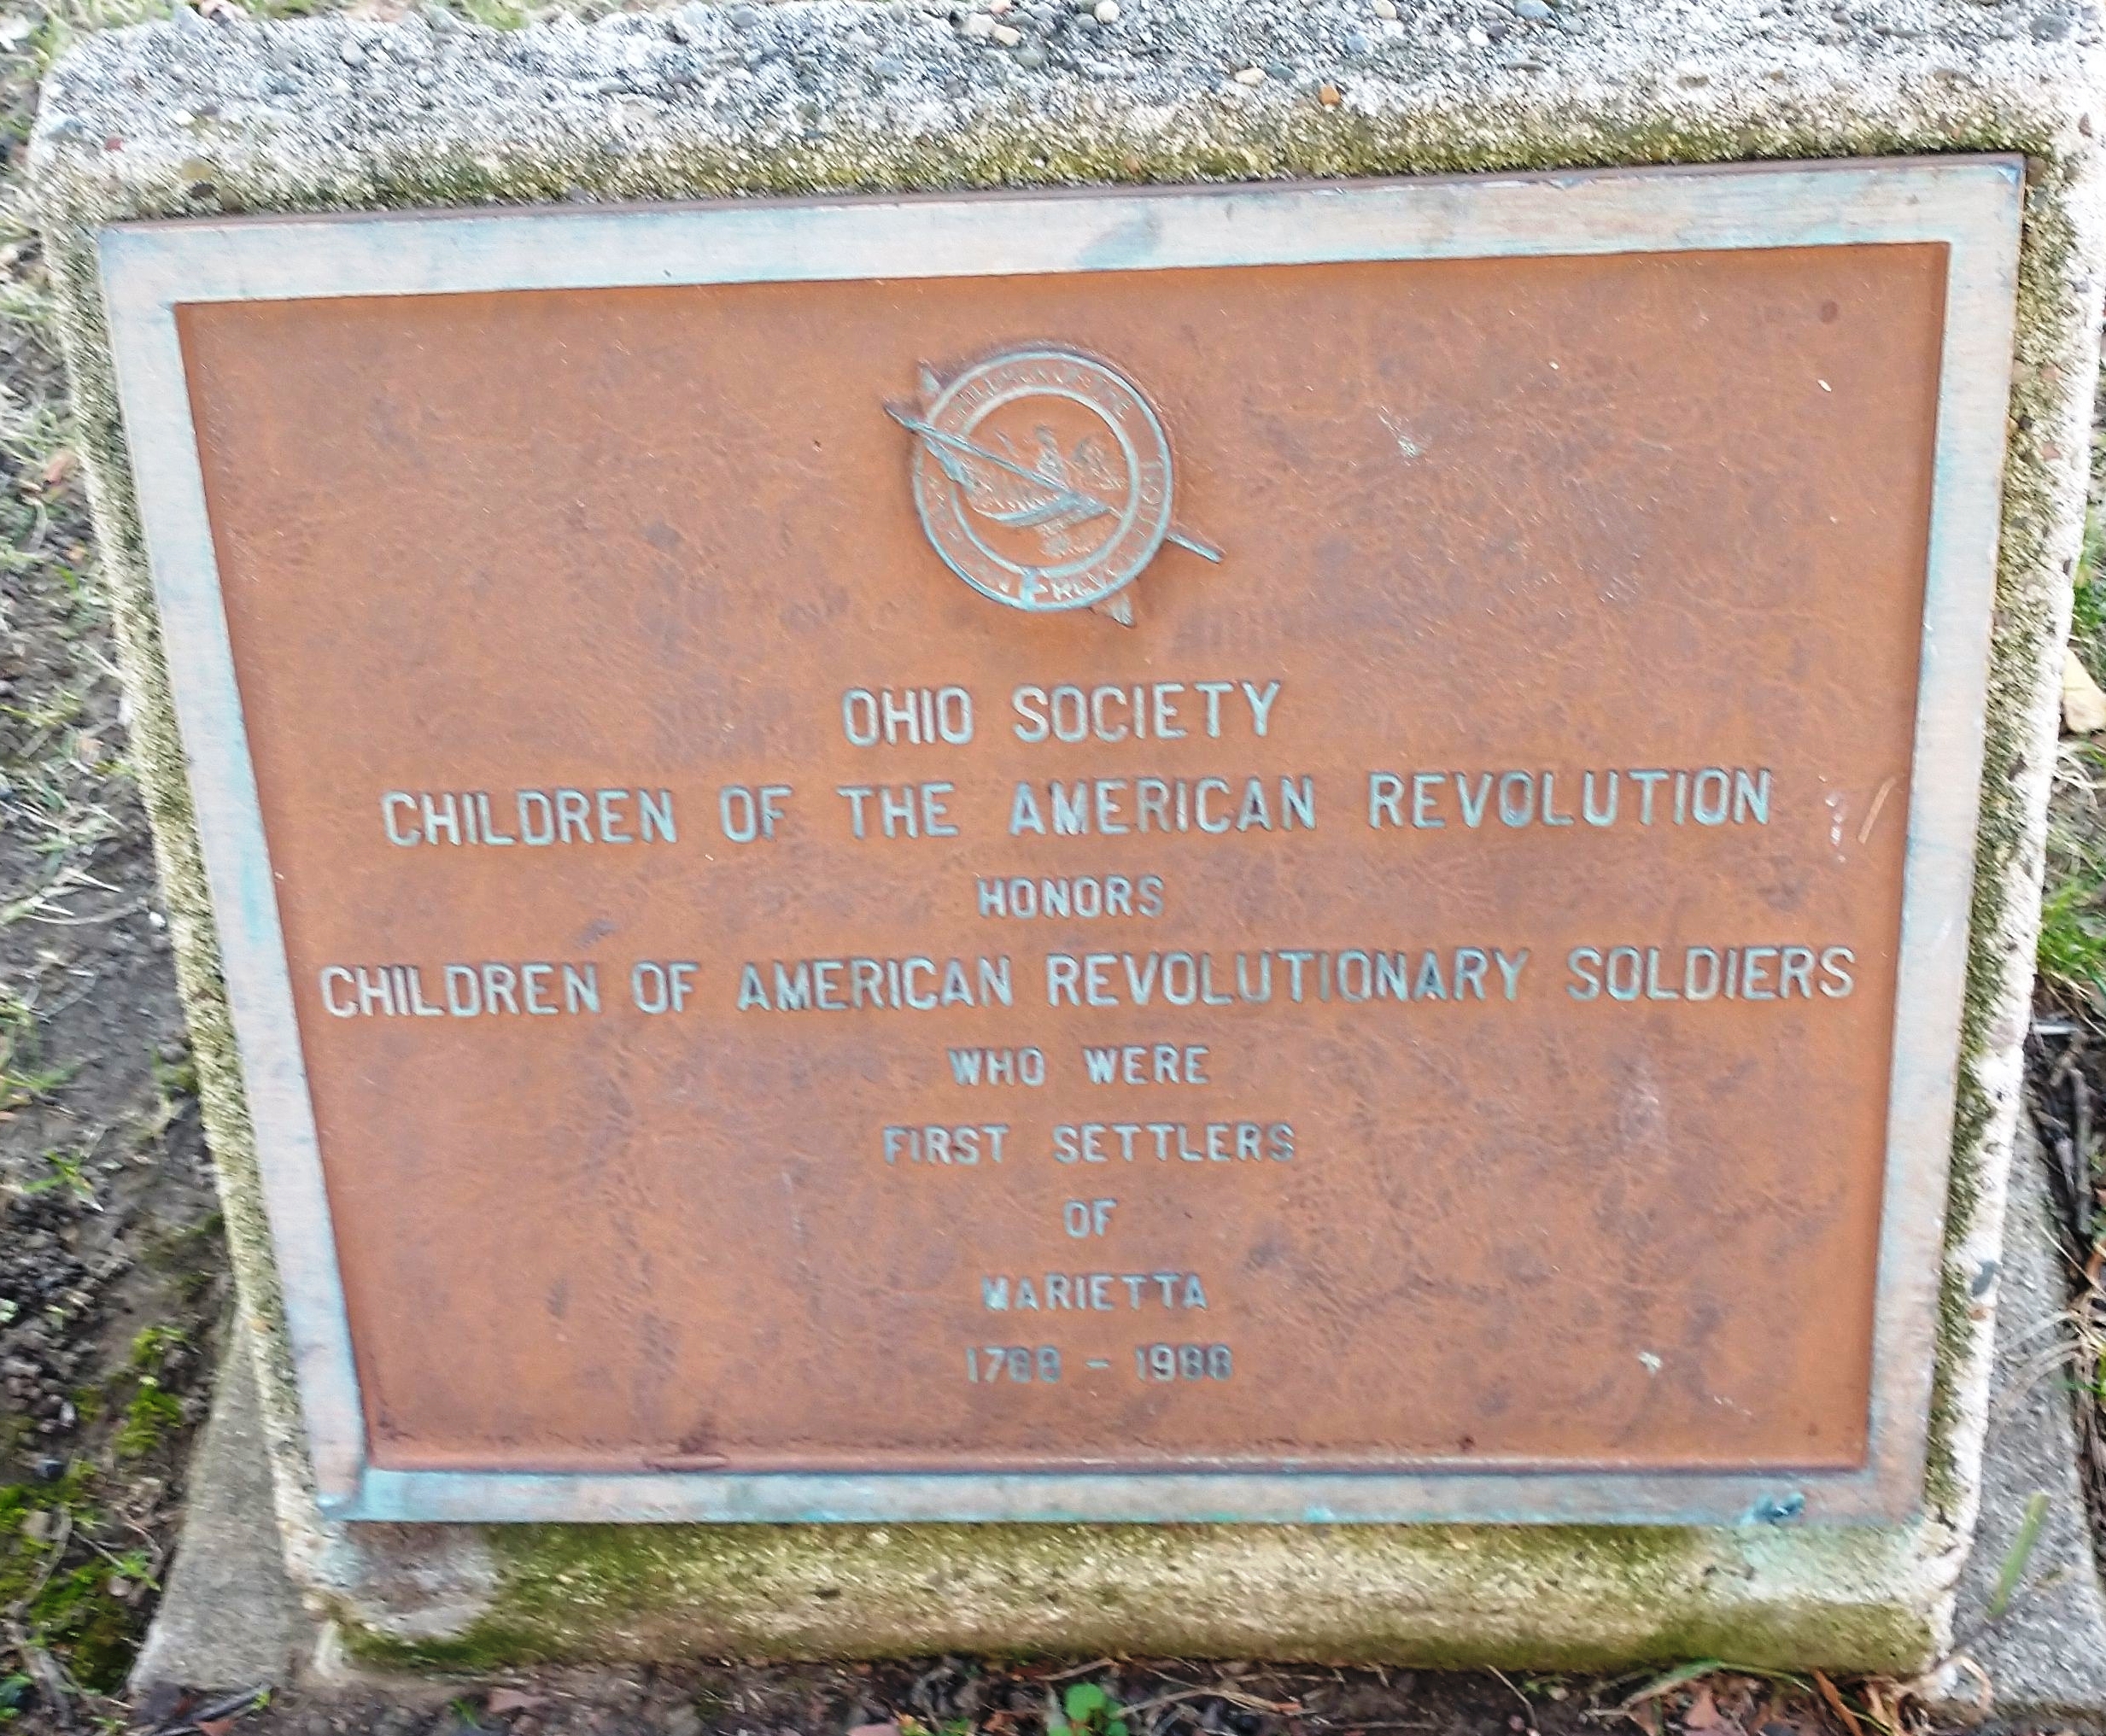 OHIO SOCIETY
CHILDREN OF THE AMERICAN REVOLUTION
HONORS
CHILDREN OF AMERICAN REVOLUTIONARY SOLDIERS
WHO WERE
FIRST SETTLERS
OF
MARIETTA
1788 - 1988